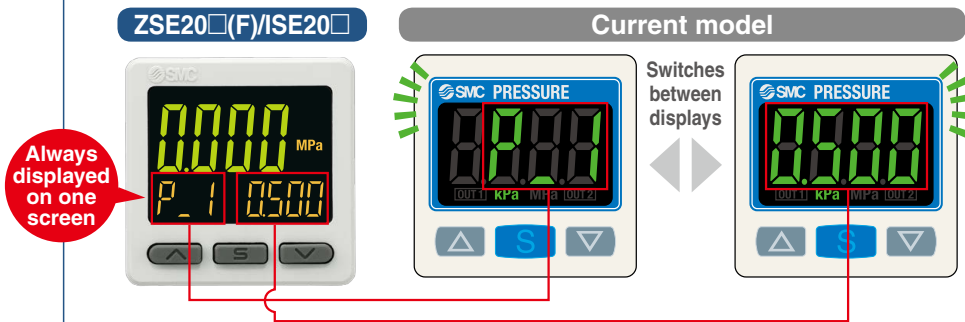 ZSE20□(F)/ISE20□
Current model
SMC
0.000 MPa
P_1 0.500
Always
displayed
on one
screen
SMC PRESSURE
P_1
OUT1 kPa MPa OUT2
S
Switches
between
displays
SMC PRESSURE
0.500
OUT1 kPa MPa OUT2
S
S